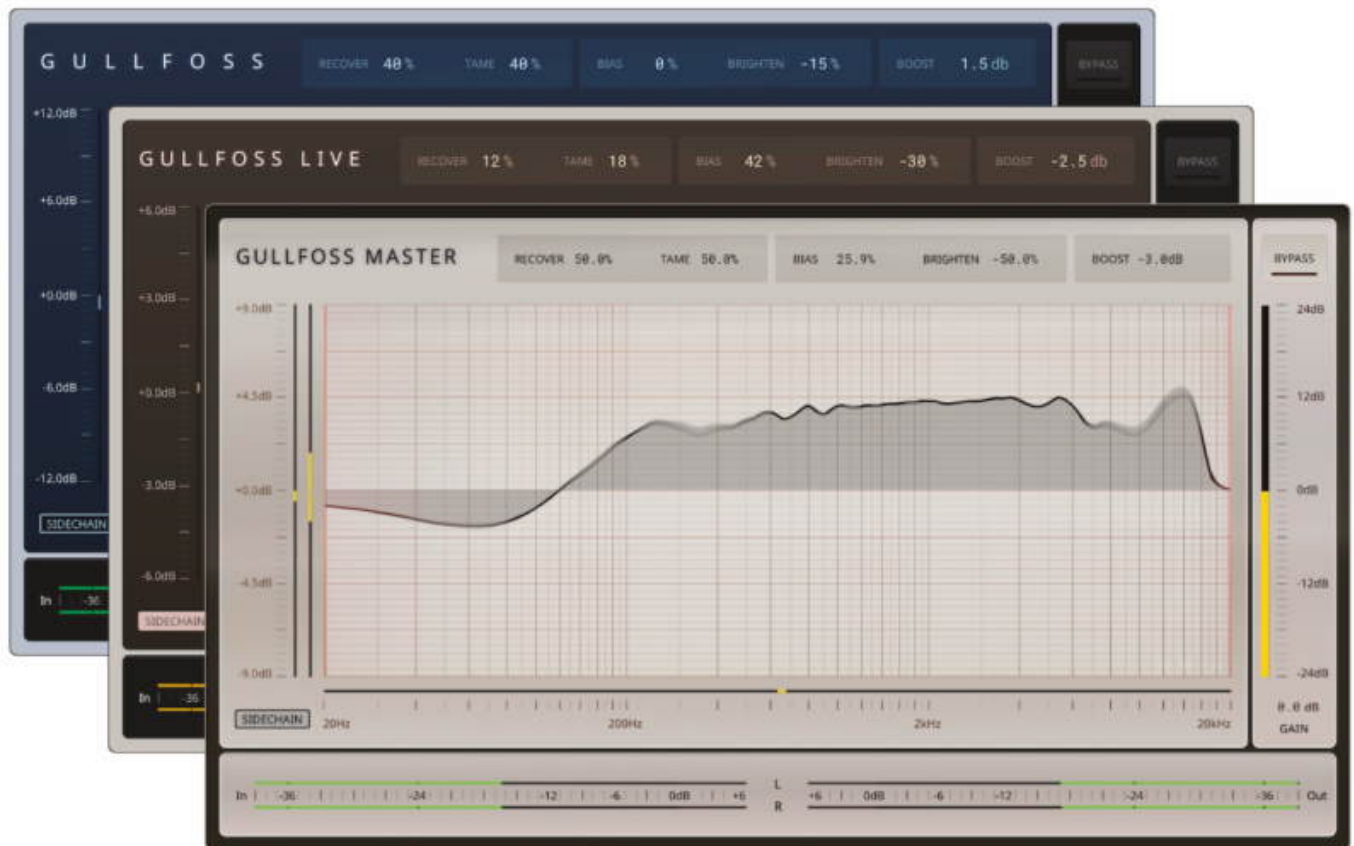 GULLFOSS RECOVER 40% TAME 40% BIAS 0% BRIGHTEN -15% BOOST 1.5db BYPASS
+12.0dB
+6.0dB
+0.0dB
-6.0dB
-12.0dB
SIDECHAIN
In -36
GULLFOSS LIVE RECOVER 12% TAME 18% BIAS 42% BRIGHTEN -30% BOOST -2.5db BYPASS
+6.0dB
+3.0dB
+0.0dB
-3.0dB
-6.0dB
SIDECHAIN
In -36
GULLFOSS MASTER RECOVER 50.0% TAME 50.0% BIAS 25.9% BRIGHTEN -50.0% BOOST -3.0dB BYPASS
+9.0dB 24dB
+4.5dB 12dB
+0.0dB 0dB
-4.5dB -12dB
-9.0dB -24dB
SIDECHAIN 20Hz 200Hz 2kHz 20kHz
0.0 dB
GAIN
In -36 -24 -12 -6 0dB +6 L +6 0dB -6 -12 -24 -36 Out
R